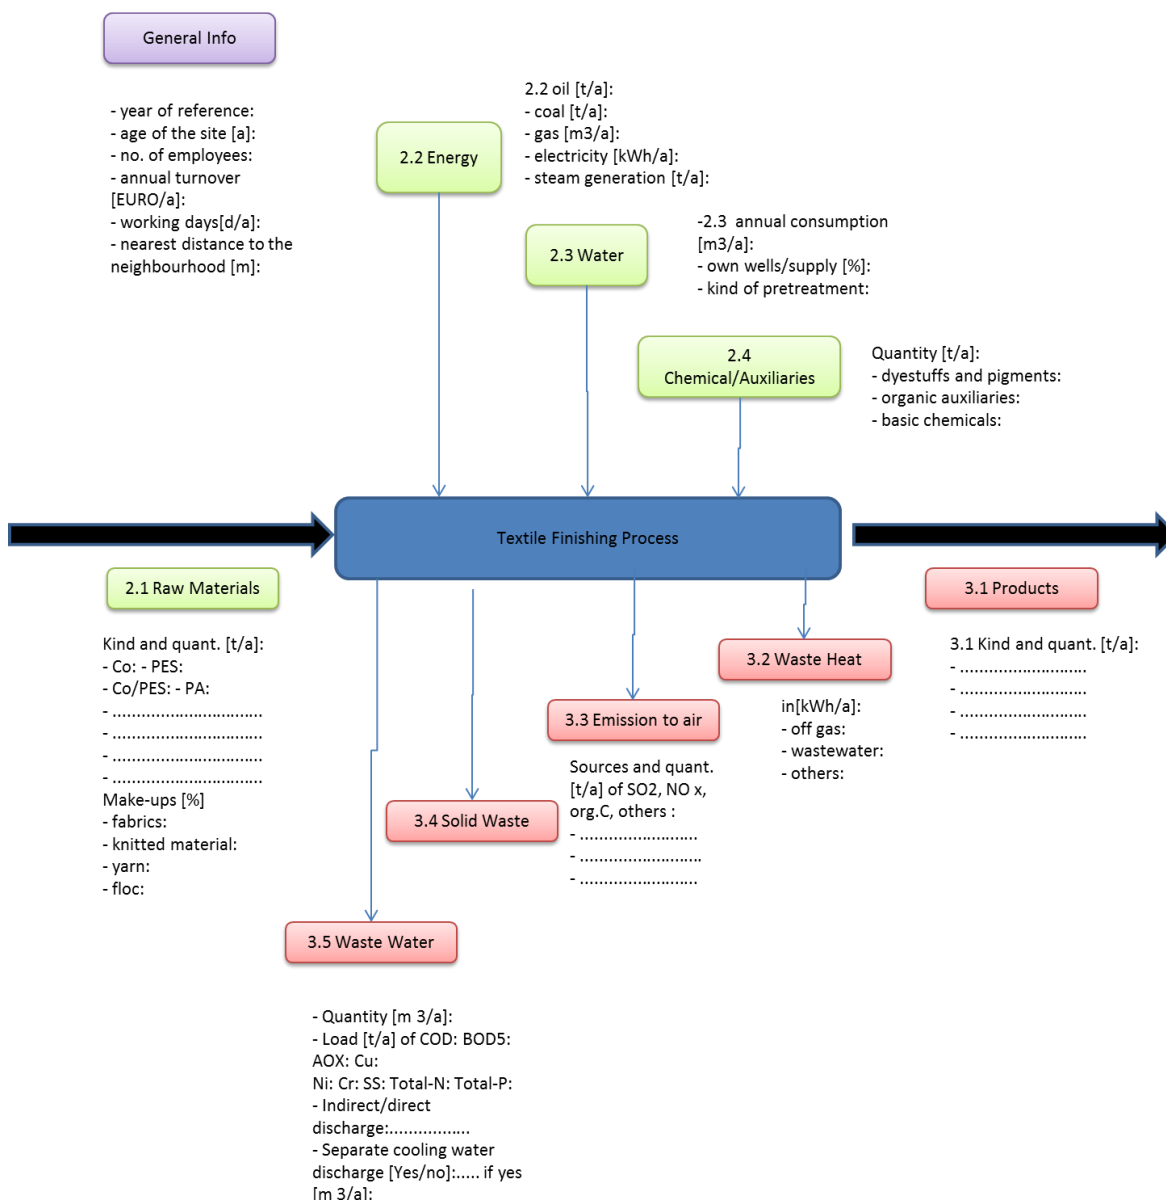 General Info
- year of reference:
- age of the site [a]:
- no. of employees:
- annual turnover
[EURO/a]:
- working days[d/a]:
- nearest distance to the
neighbourhood [m]:
2.2 Energy
2.2 oil [t/a]:
- coal [t/a]:
- gas [m3/a]:
- electricity [kWh/a]:
- steam generation [t/a]:
2.3 Water
-2.3 annual consumption
[m3/a]:
- own wells/supply [%]:
- kind of pretreatment:
2.4
Chemical/Auxiliaries
Quantity [t/a]:
- dyestuffs and pigments:
- organic auxiliaries:
- basic chemicals:
Textile Finishing Process
2.1 Raw Materials
Kind and quant. [t/a]:
- Co: - PES:
- Co/PES: - PA:
- .................................
- .................................
- .................................
- .................................
Make-ups [%]
- fabrics:
- knitted material:
- yarn:
- floc:
3.1 Products
3.1 Kind and quant. [t/a]:
- ...........................
- ...........................
- ...........................
- ...........................
3.2 Waste Heat
in[kWh/a]:
- off gas:
- wastewater:
- others:
3.3 Emission to air
Sources and quant.
[t/a] of SO2, NO x,
org.C, others :
- .........................
- ..........................
- .........................
3.4 Solid Waste
3.5 Waste Water
- Quantity [m 3/a]:
- Load [t/a] of COD: BOD5:
AOX: Cu:
Ni: Cr: SS: Total-N: Total-P:
- Indirect/direct
discharge:.................
- Separate cooling water
discharge [Yes/no]:..... if yes
[m 3/a]: